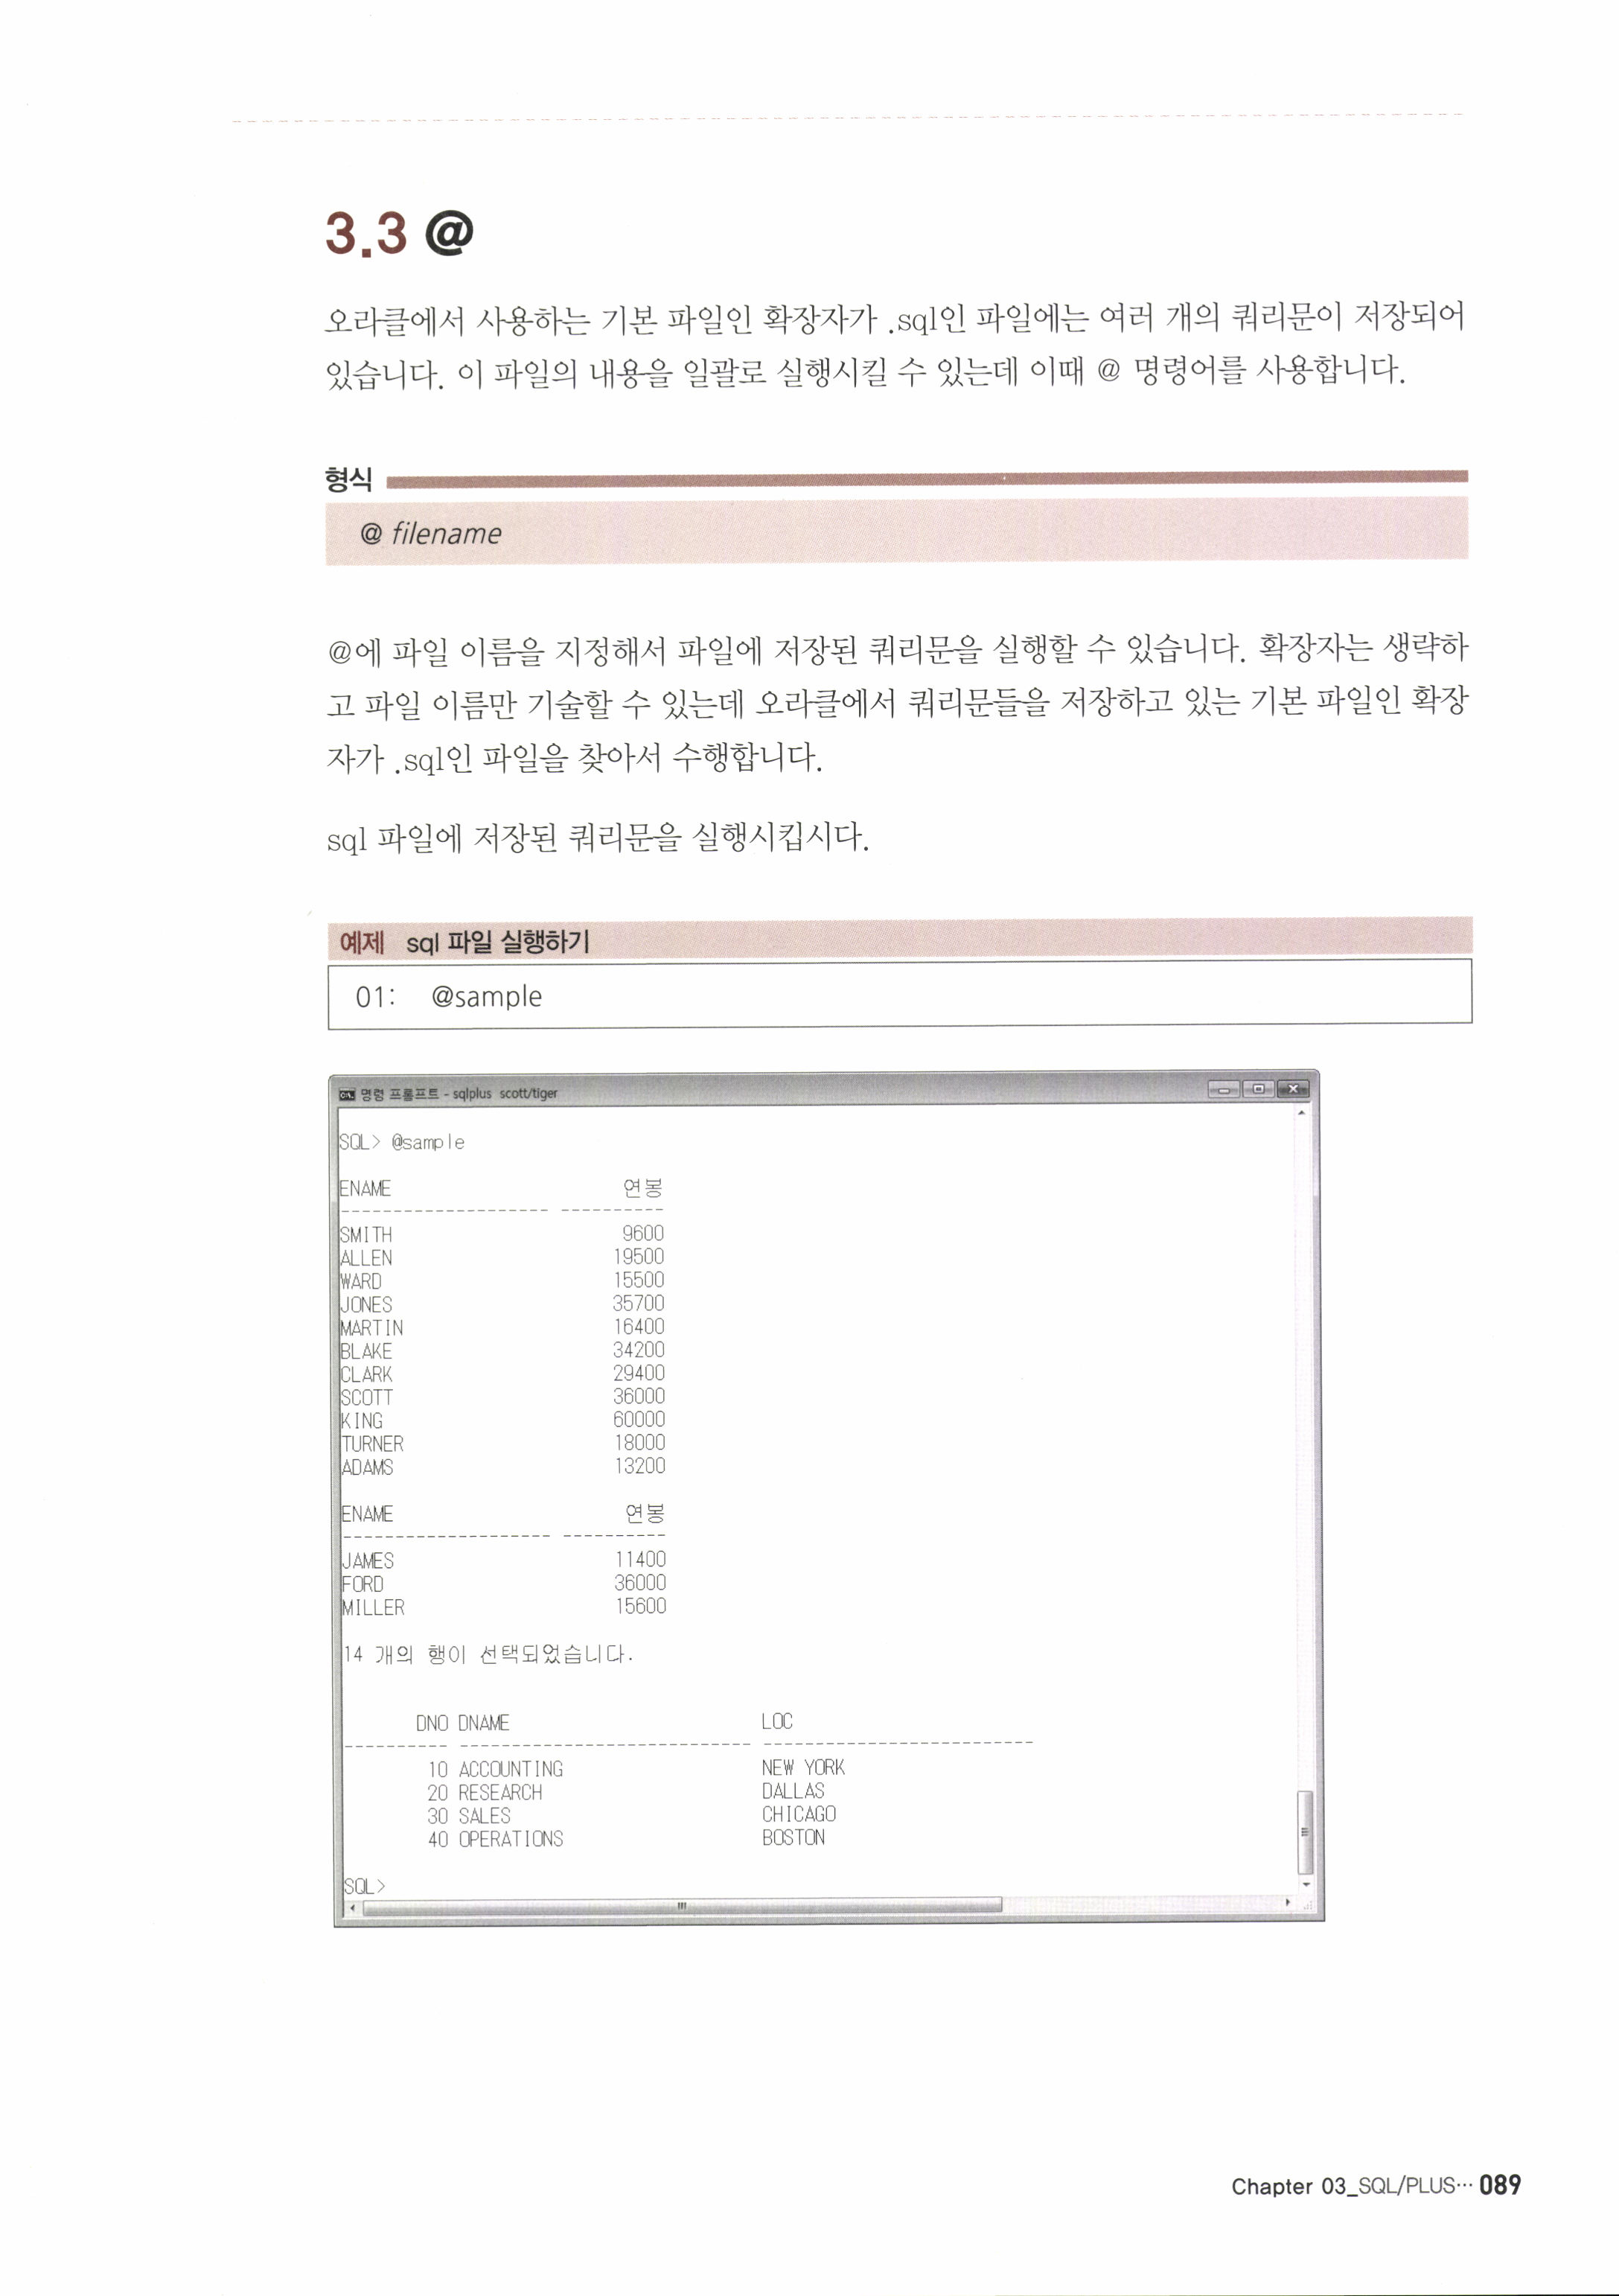 3.3 @
오라클에서 사용하는 기본 파일인 확장자가 .sql인 파일에는 여러 개의 쿼리문이 저장되어
있습니다. 이 파일의 내용을 일괄로 실행시킬 수 있는데 이때 @ 명령어를 사용합니다.
형식
@ filename
@에 파일 이름을 지정해서 파일에 저장된 쿼리문을 실행할 수 있습니다. 확장자는 생략하
고 파일 이름만 기술할 수 있는데 오라클에서 쿼리문들을 저장하고 있는 기본 파일인 확장
자가 .sql인 파일을 찾아서 수행합니다.
sql 파일에 저장된 쿼리문을 실행시킵시다.
예제 sql 파일 실행하기
01: @sample
명령 프롬프트 - sqlplus scott/tiger
SQL> @sample
ENAME 연봉
-------------------- ----------
SMITH 9600
ALLEN 19500
WARD 15500
JONES 35700
MARTIN 16400
BLAKE 34200
CLARK 29400
SCOTT 36000
KING 60000
TURNER 18000
ADAMS 13200
ENAME 연봉
-------------------- ----------
JAMES 11400
FORD 36000
MILLER 15600
14 개의 행이 선택되었습니다.
DNO DNAME LOC
---------- ---------------------------- --------------------------
10 ACCOUNTING NEW YORK
20 RESEARCH DALLAS
30 SALES CHICAGO
40 OPERATIONS BOSTON
SQL>
Chapter 03_SQL/PLUS… 089